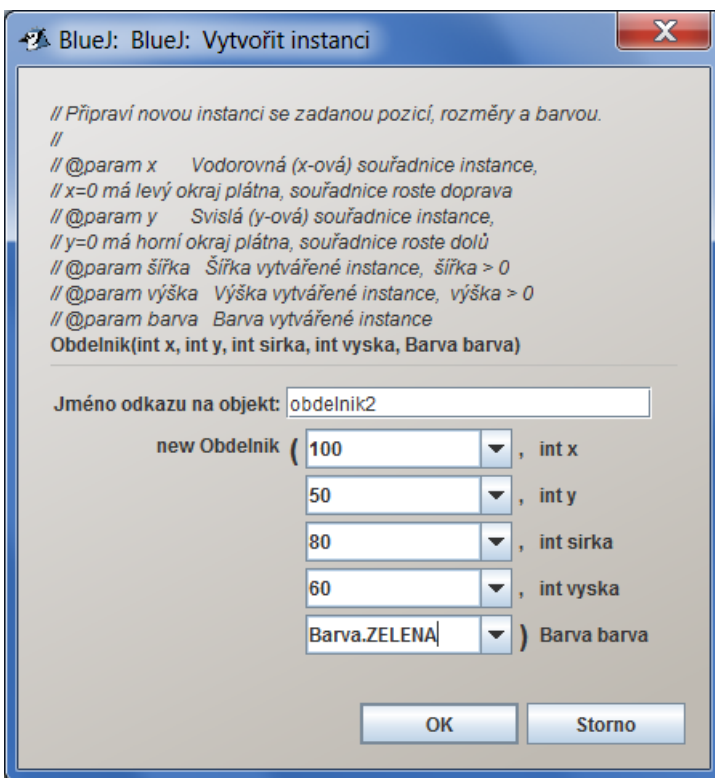 BlueJ: BlueJ: Vytvořit instanci
// Připraví novou instanci se zadanou pozicí, rozměry a barvou.
//
// @param x Vodorovná (x-ová) souřadnice instance,
// x=0 má levý okraj plátna, souřadnice roste doprava
// @param y Svislá (y-ová) souřadnice instance,
// y=0 má horní okraj plátna, souřadnice roste dolů
// @param šířka Šířka vytvářené instance, šířka > 0
// @param výška Výška vytvářené instance, výška > 0
// @param barva Barva vytvářené instance
Obdelnik(int x, int y, int sirka, int vyska, Barva barva)
Jméno odkazu na objekt: obdelnik2
new Obdelnik ( 100 , int x
50 , int y
80 , int sirka
60 , int vyska
Barva.ZELENA ) Barva barva
OK Storno